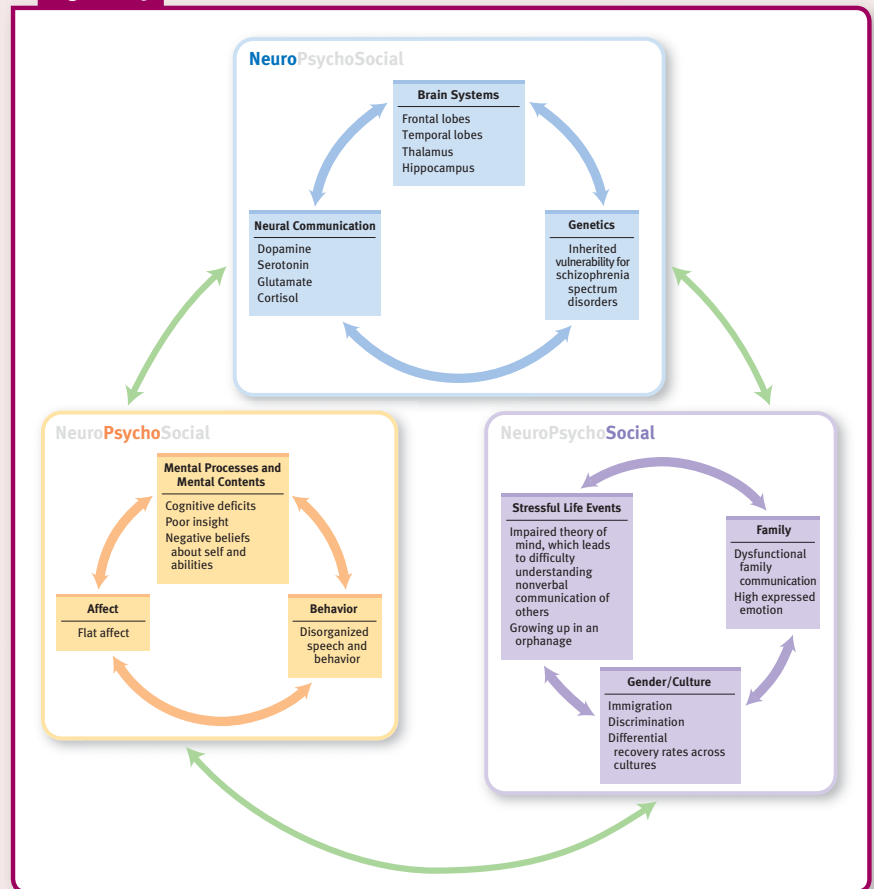 NeuroPsychoSocial
Brain Systems
Frontal lobes
Temporal lobes
Thalamus
Hippocampus
Neural Communication
Dopamine
Serotonin
Glutamate
Cortisol
Genetics
Inherited
vulnerability for
schizophrenia
spectrum
disorders
NeuroPsychoSocial
Mental Processes and
Mental Contents
Cognitive deficits
Poor insight
Negative beliefs
about self and
abilities
Affect
Flat affect
Behavior
Disorganized
speech and
behavior
NeuroPsychoSocial
Stressful Life Events
Impaired theory of
mind, which leads
to difficulty
understanding
nonverbal
communication of
others
Growing up in an
orphanage
Family
Dysfunctional
family
communication
High expressed
emotion
Gender/Culture
Immigration
Discrimination
Differential
recovery rates across
cultures